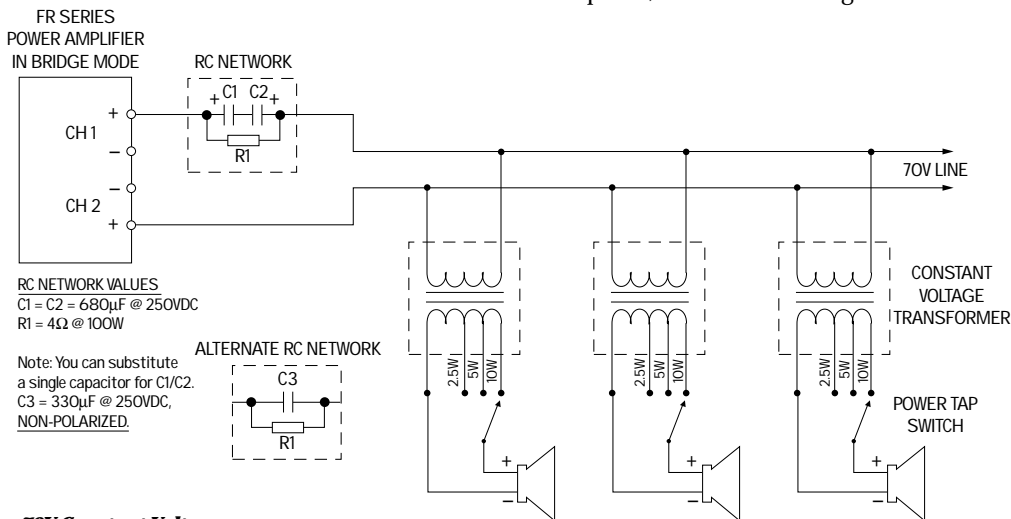 FR SERIES
POWER AMPLIFIER
IN BRIDGE MODE
RC NETWORK
+ C1 C2 +
R1
CH 1
+
–
CH 2
–
+
70V LINE
RC NETWORK VALUES
C1 = C2 = 680µF @ 250VDC
R1 = 4Ω @ 100W
Note: You can substitute
a single capacitor for C1/C2.
C3 = 330µF @ 250VDC,
NON-POLARIZED.
ALTERNATE RC NETWORK
C3
R1
CONSTANT
VOLTAGE
TRANSFORMER
2.5W 5W 10W
2.5W 5W 10W
2.5W 5W 10W
POWER TAP
SWITCH
+ –
+ –
+ –